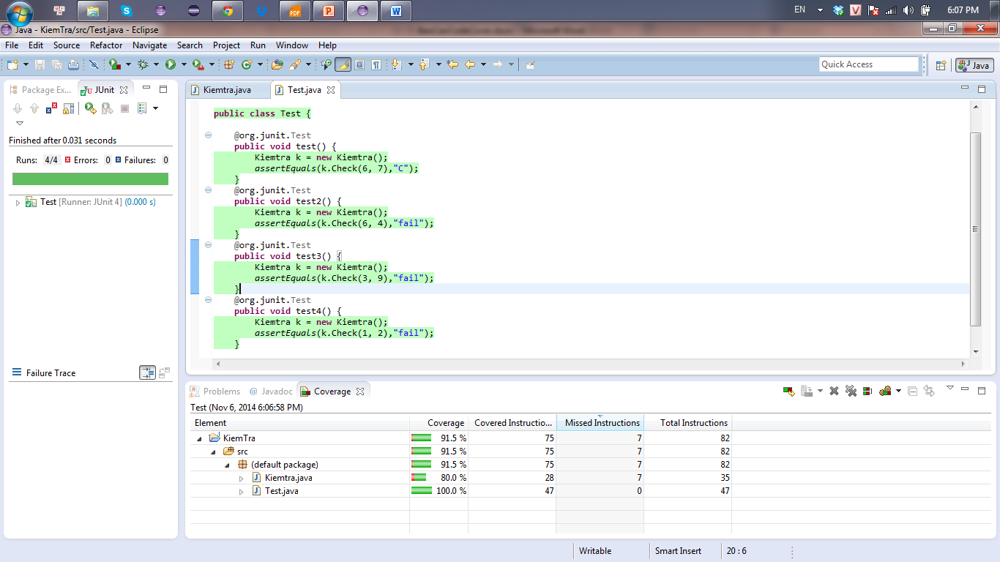 EN 6:07 PM
Java - KiemTra/src/Test.java - Eclipse
File Edit Source Refactor Navigate Search Project Run Window Help
Quick Access Java
Package Ex... JUnit
Finished after 0.031 seconds
Runs: 4/4 Errors: 0 Failures: 0
Test [Runner: JUnit 4] (0.000 s)
Failure Trace
Kiemtra.java Test.java
public class Test {
@org.junit.Test
public void test() {
Kiemtra k = new Kiemtra();
assertEquals(k.Check(6, 7),"C");
}
@org.junit.Test
public void test2() {
Kiemtra k = new Kiemtra();
assertEquals(k.Check(6, 4),"fail");
}
@org.junit.Test
public void test3() {
Kiemtra k = new Kiemtra();
assertEquals(k.Check(3, 9),"fail");
}
@org.junit.Test
public void test4() {
Kiemtra k = new Kiemtra();
assertEquals(k.Check(1, 2),"fail");
}
Problems @ Javadoc Coverage
Test (Nov 6, 2014 6:06:58 PM)
Element Coverage Covered Instructio... Missed Instructions Total Instructions
KiemTra 91.5 % 75 7 82
src 91.5 % 75 7 82
(default package) 91.5 % 75 7 82
Kiemtra.java 80.0 % 28 7 35
Test.java 100.0 % 47 0 47
Writable Smart Insert 20 : 6